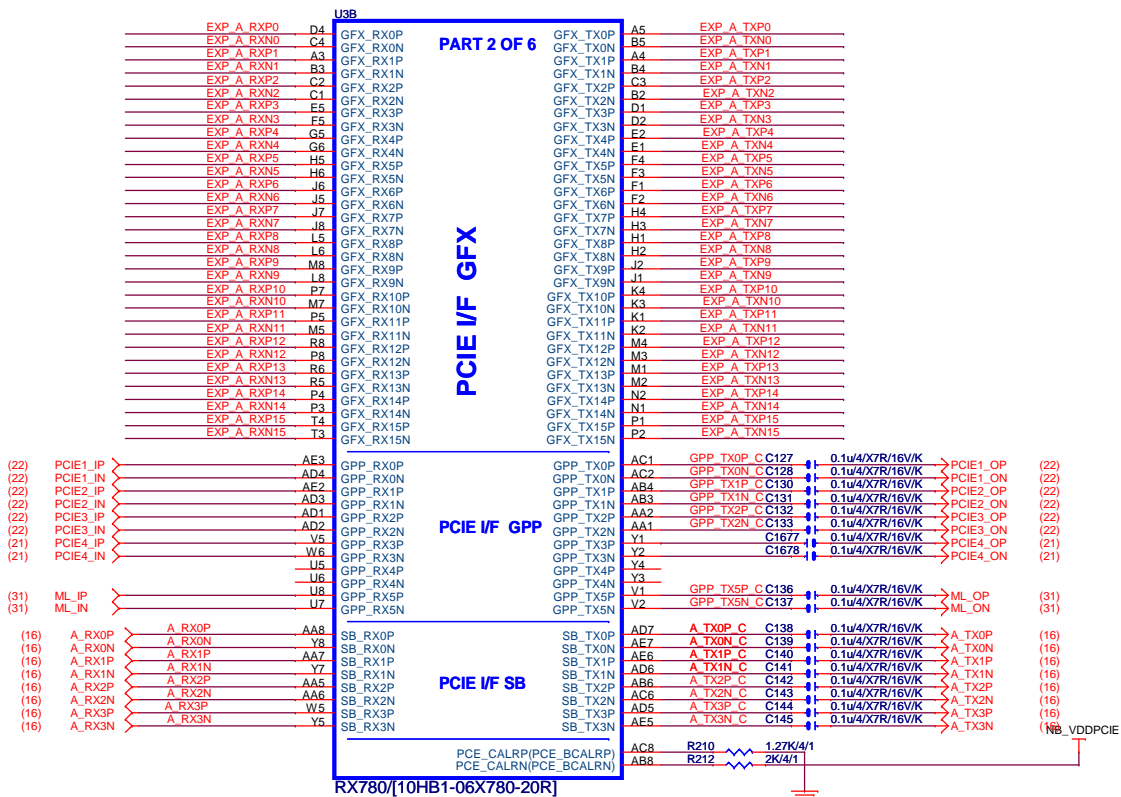 U3B
PART 2 OF 6
EXP_A_RXP0 D4 GFX_RX0P GFX_TX0P A5 EXP_A_TXP0
EXP_A_RXN0 C4 GFX_RX0N GFX_TX0N B5 EXP_A_TXN0
EXP_A_RXP1 A3 GFX_RX1P GFX_TX1P A4 EXP_A_TXP1
EXP_A_RXN1 B3 GFX_RX1N GFX_TX1N B4 EXP_A_TXN1
EXP_A_RXP2 C2 GFX_RX2P GFX_TX2P C3 EXP_A_TXP2
EXP_A_RXN2 C1 GFX_RX2N GFX_TX2N B2 EXP_A_TXN2
EXP_A_RXP3 E5 GFX_RX3P GFX_TX3P D1 EXP_A_TXP3
EXP_A_RXN3 F5 GFX_RX3N GFX_TX3N D2 EXP_A_TXN3
EXP_A_RXP4 G5 GFX_RX4P GFX_TX4P E2 EXP_A_TXP4
EXP_A_RXN4 G6 GFX_RX4N GFX_TX4N E1 EXP_A_TXN4
EXP_A_RXP5 H5 GFX_RX5P GFX_TX5P F4 EXP_A_TXP5
EXP_A_RXN5 H6 GFX_RX5N GFX_TX5N F3 EXP_A_TXN5
EXP_A_RXP6 J6 GFX_RX6P GFX_TX6P F1 EXP_A_TXP6
EXP_A_RXN6 J5 GFX_RX6N GFX_TX6N F2 EXP_A_TXN6
EXP_A_RXP7 J7 GFX_RX7P GFX_TX7P H4 EXP_A_TXP7
EXP_A_RXN7 J8 GFX_RX7N GFX_TX7N H3 EXP_A_TXN7
EXP_A_RXP8 L5 GFX_RX8P GFX_TX8P H1 EXP_A_TXP8
EXP_A_RXN8 L6 GFX_RX8N GFX_TX8N H2 EXP_A_TXN8
EXP_A_RXP9 M8 GFX_RX9P GFX_TX9P J2 EXP_A_TXP9
EXP_A_RXN9 L8 GFX_RX9N GFX_TX9N J1 EXP_A_TXN9
EXP_A_RXP10 P7 GFX_RX10P GFX_TX10P K4 EXP_A_TXP10
EXP_A_RXN10 M7 GFX_RX10N GFX_TX10N K3 EXP_A_TXN10
EXP_A_RXP11 P5 GFX_RX11P GFX_TX11P K1 EXP_A_TXP11
EXP_A_RXN11 M5 GFX_RX11N GFX_TX11N K2 EXP_A_TXN11
EXP_A_RXP12 R8 GFX_RX12P GFX_TX12P M4 EXP_A_TXP12
EXP_A_RXN12 P8 GFX_RX12N GFX_TX12N M3 EXP_A_TXN12
EXP_A_RXP13 R6 GFX_RX13P GFX_TX13P M1 EXP_A_TXP13
EXP_A_RXN13 R5 GFX_RX13N GFX_TX13N M2 EXP_A_TXN13
EXP_A_RXP14 P4 GFX_RX14P GFX_TX14P N2 EXP_A_TXP14
EXP_A_RXN14 P3 GFX_RX14N GFX_TX14N N1 EXP_A_TXN14
EXP_A_RXP15 T4 GFX_RX15P GFX_TX15P P1 EXP_A_TXP15
EXP_A_RXN15 T3 GFX_RX15N GFX_TX15N P2 EXP_A_TXN15
PCIE I/F GFX
(22) PCIE1_IP AE3 GPP_RX0P GPP_TX0P AC1 GPP_TX0P_C C127 0.1u/4/X7R/16V/K PCIE1_OP (22)
(22) PCIE1_IN AD4 GPP_RX0N GPP_TX0N AC2 GPP_TX0N_C C128 0.1u/4/X7R/16V/K PCIE1_ON (22)
(22) PCIE2_IP AE2 GPP_RX1P GPP_TX1P AB4 GPP_TX1P_C C130 0.1u/4/X7R/16V/K PCIE2_OP (22)
(22) PCIE2_IN AD3 GPP_RX1N GPP_TX1N AB3 GPP_TX1N_C C131 0.1u/4/X7R/16V/K PCIE2_ON (22)
(22) PCIE3_IP AD1 GPP_RX2P GPP_TX2P AA2 GPP_TX2P_C C132 0.1u/4/X7R/16V/K PCIE3_OP (22)
(22) PCIE3_IN AD2 GPP_RX2N GPP_TX2N AA1 GPP_TX2N_C C133 0.1u/4/X7R/16V/K PCIE3_ON (22)
(21) PCIE4_IP V5 GPP_RX3P GPP_TX3P Y1 C1677 0.1u/4/X7R/16V/K PCIE4_OP (21)
(21) PCIE4_IN W6 GPP_RX3N GPP_TX3N Y2 C1678 0.1u/4/X7R/16V/K PCIE4_ON (21)
U5 GPP_RX4P GPP_TX4P Y4
U6 GPP_RX4N GPP_TX4N Y3
(31) ML_IP U8 GPP_RX5P GPP_TX5P V1 GPP_TX5P_C C136 0.1u/4/X7R/16V/K ML_OP (31)
(31) ML_IN U7 GPP_RX5N GPP_TX5N V2 GPP_TX5N_C C137 0.1u/4/X7R/16V/K ML_ON (31)
PCIE I/F GPP
(16) A_RX0P A_RX0P AA8 SB_RX0P SB_TX0P AD7 A_TX0P_C C138 0.1u/4/X7R/16V/K A_TX0P (16)
(16) A_RX0N A_RX0N Y8 SB_RX0N SB_TX0N AE7 A_TX0N_C C139 0.1u/4/X7R/16V/K A_TX0N (16)
(16) A_RX1P A_RX1P AA7 SB_RX1P SB_TX1P AE6 A_TX1P_C C140 0.1u/4/X7R/16V/K A_TX1P (16)
(16) A_RX1N A_RX1N Y7 SB_RX1N SB_TX1N AD6 A_TX1N_C C141 0.1u/4/X7R/16V/K A_TX1N (16)
(16) A_RX2P A_RX2P AA5 SB_RX2P SB_TX2P AB6 A_TX2P_C C142 0.1u/4/X7R/16V/K A_TX2P (16)
(16) A_RX2N A_RX2N AA6 SB_RX2N SB_TX2N AC6 A_TX2N_C C143 0.1u/4/X7R/16V/K A_TX2N (16)
(16) A_RX3P A_RX3P W5 SB_RX3P SB_TX3P AD5 A_TX3P_C C144 0.1u/4/X7R/16V/K A_TX3P (16)
(16) A_RX3N A_RX3N Y5 SB_RX3N SB_TX3N AE5 A_TX3N_C C145 0.1u/4/X7R/16V/K A_TX3N (16)
PCIE I/F SB
NB_VDDPCIE
PCE_CALRP(PCE_BCALRP) AC8 R210 1.27K/4/1
PCE_CALRN(PCE_BCALRN) AB8 R212 2K/4/1
RX780/[10HB1-06X780-20R]